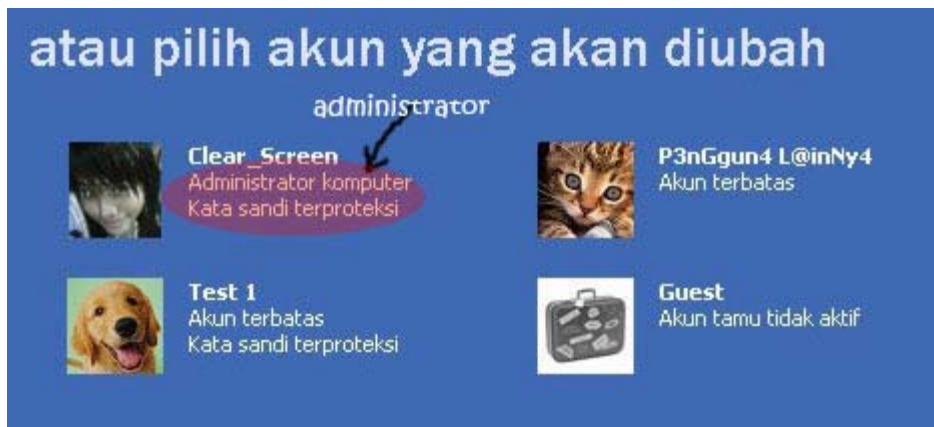 atau pilih akun yang akan diubah
administrator
Clear_Screen
Administrator komputer
Kata sandi terproteksi
P3nGgun4 L@inNy4
Akun terbatas
Test 1
Akun terbatas
Kata sandi terproteksi
Guest
Akun tamu tidak aktif